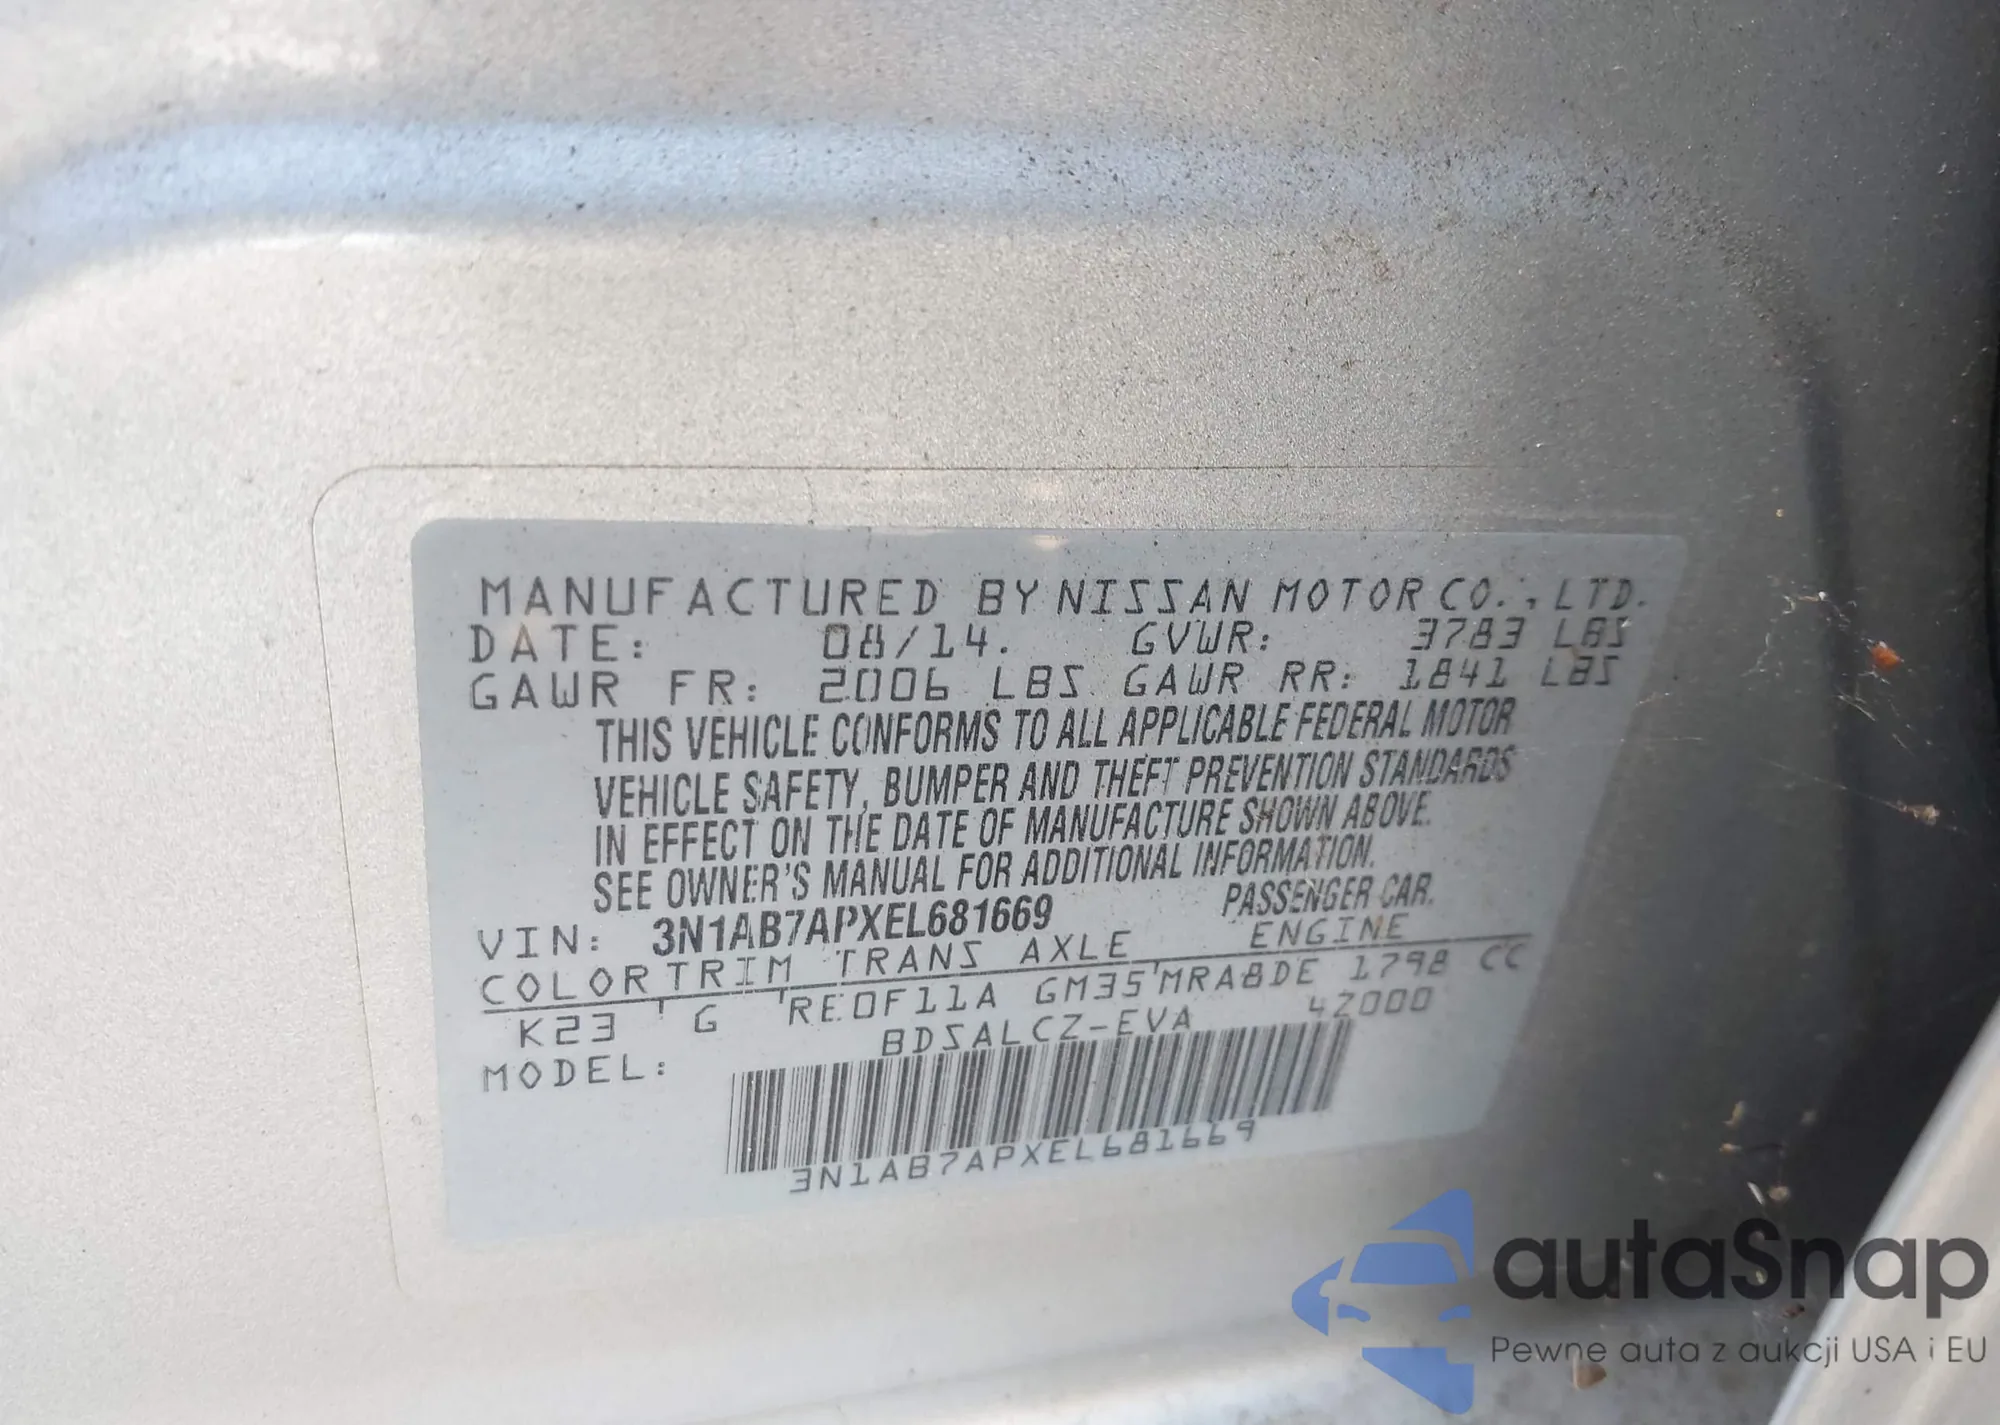 MANUFACTURED BY NISSAN MOTOR CO., LTD.
DATE: 08/14. GVWR: 3783 LBS
GAWR FR: 2006 LBS. GAWR RR: 1841 LBS
THIS VEHICLE CONFORMS TO ALL APPLICABLE FEDERAL MOTOR
VEHICLE SAFETY, BUMPER AND THEFT PREVENTION STANDARDS
IN EFFECT ON THE DATE OF MANUFACTURE SHOWN ABOVE.
SEE OWNER'S MANUAL FOR ADDITIONAL INFORMATION.
VIN: 3N1AB7APXEL681669 PASSENGER CAR.
COLOR TRIM TRANS AXLE ENGINE
K23 G RE0F11A GM35 MRA8DE 1798 CC
MODEL: BDSALCZ-EVA 4Z000
3N1AB7APXEL681669
autaSnap
Pewne auta z aukcji USA i EU